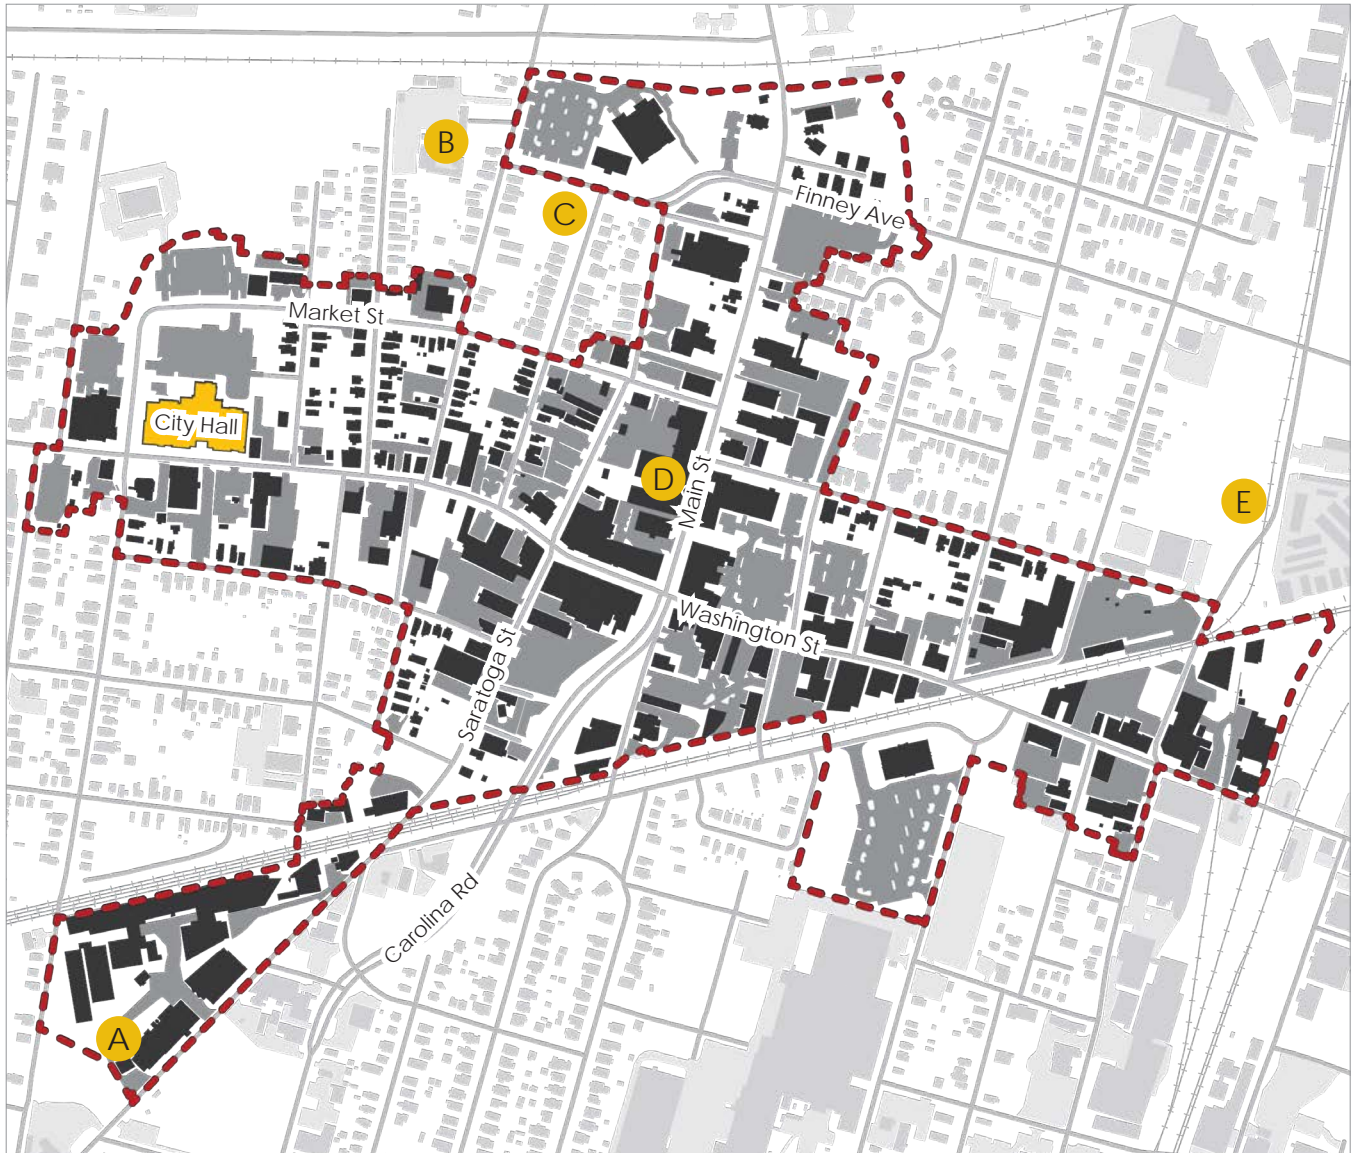 B
C
Finney Ave
Market St
City Hall
D
Main St
E
Washington St
Saratoga St
Carolina Rd
A